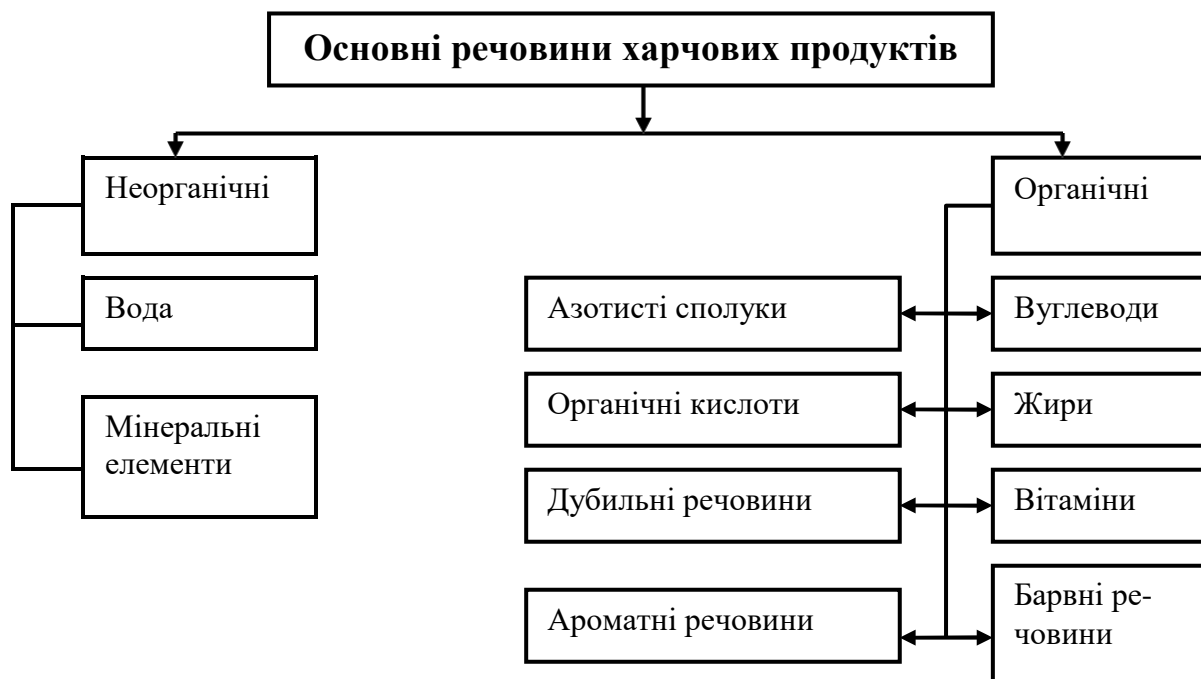 Основні речовини харчових продуктів
Неорганічні
Органічні
Вода
Азотисті сполуки
Вуглеводи
Мінеральні
елементи
Органічні кислоти
Жири
Дубильні речовини
Вітаміни
Ароматні речовини
Барвні ре-
човини